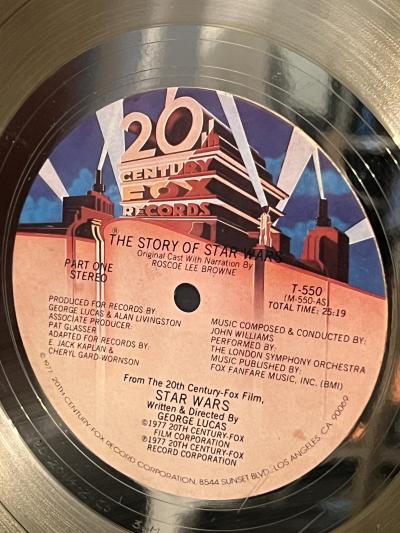 20th
CENTURY
FOX
RECORDS
THE STORY OF STAR WARS
Original Cast With Narration By
ROSCOE LEE BROWNE
PART ONE
STEREO
T-550
(M-550-AS)
TOTAL TIME: 25:19
PRODUCED FOR RECORDS BY:
GEORGE LUCAS & ALAN LIVINGSTON
ASSOCIATE PRODUCER:
PAT GLASSER
ADAPTED FOR RECORDS BY:
E. JACK KAPLAN &
CHERYL GARD-WORNSON
MUSIC COMPOSED & CONDUCTED BY:
JOHN WILLIAMS
PERFORMED BY:
THE LONDON SYMPHONY ORCHESTRA
MUSIC PUBLISHED BY:
FOX FANFARE MUSIC, INC. (BMI)
From The 20th Century-Fox Film,
STAR WARS
Written & Directed By
GEORGE LUCAS
©1977 20TH CENTURY-FOX
FILM CORPORATION
℗1977 20TH CENTURY-FOX
RECORD CORPORATION
©1977, 20TH CENTURY-FOX RECORD CORPORATION, 8544 SUNSET BLVD., LOS ANGELES, CA 90069